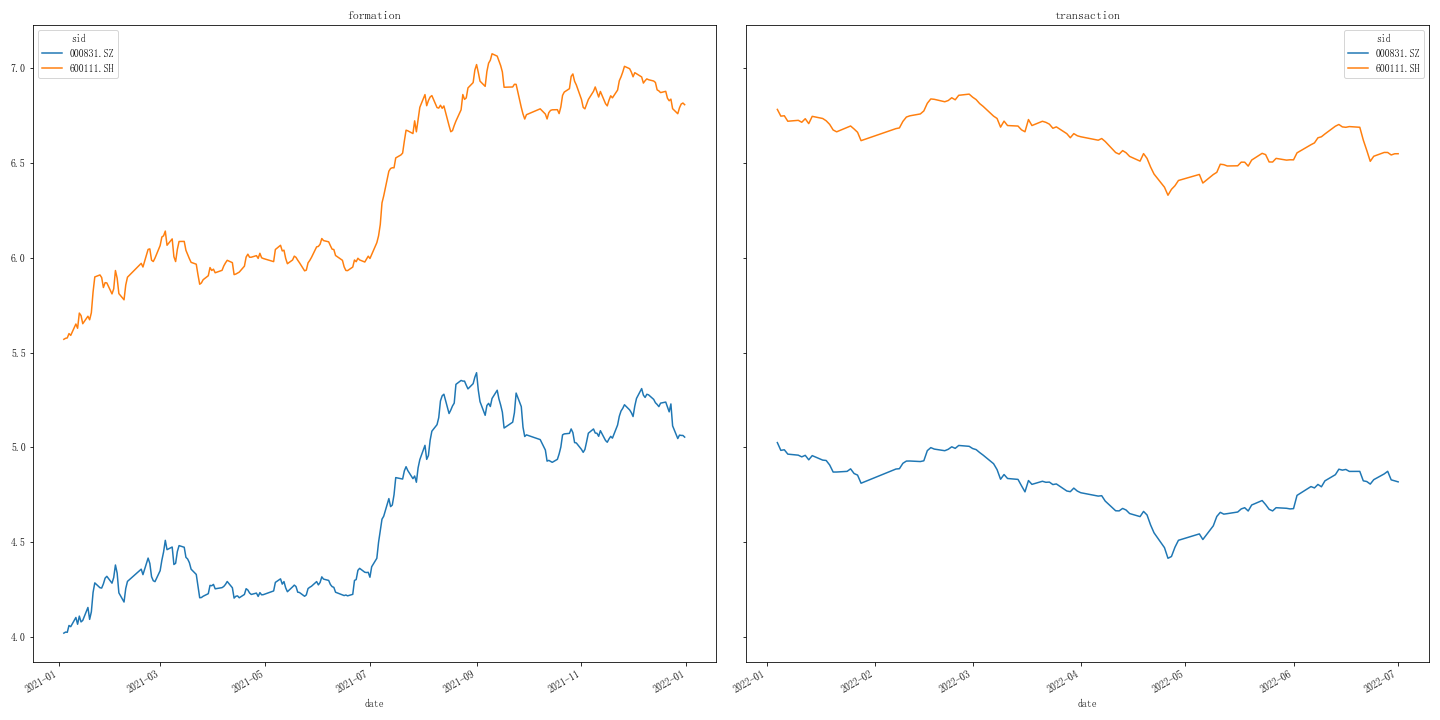 formation
sid
000831.SZ
600111.SH
7.0
6.5
6.0
5.5
5.0
4.5
4.0
2021-01
2021-03
2021-05
2021-07
2021-09
2021-11
2022-01
date
transaction
sid
000831.SZ
600111.SH
2022-01
2022-02
2022-03
2022-04
2022-05
2022-06
2022-07
date